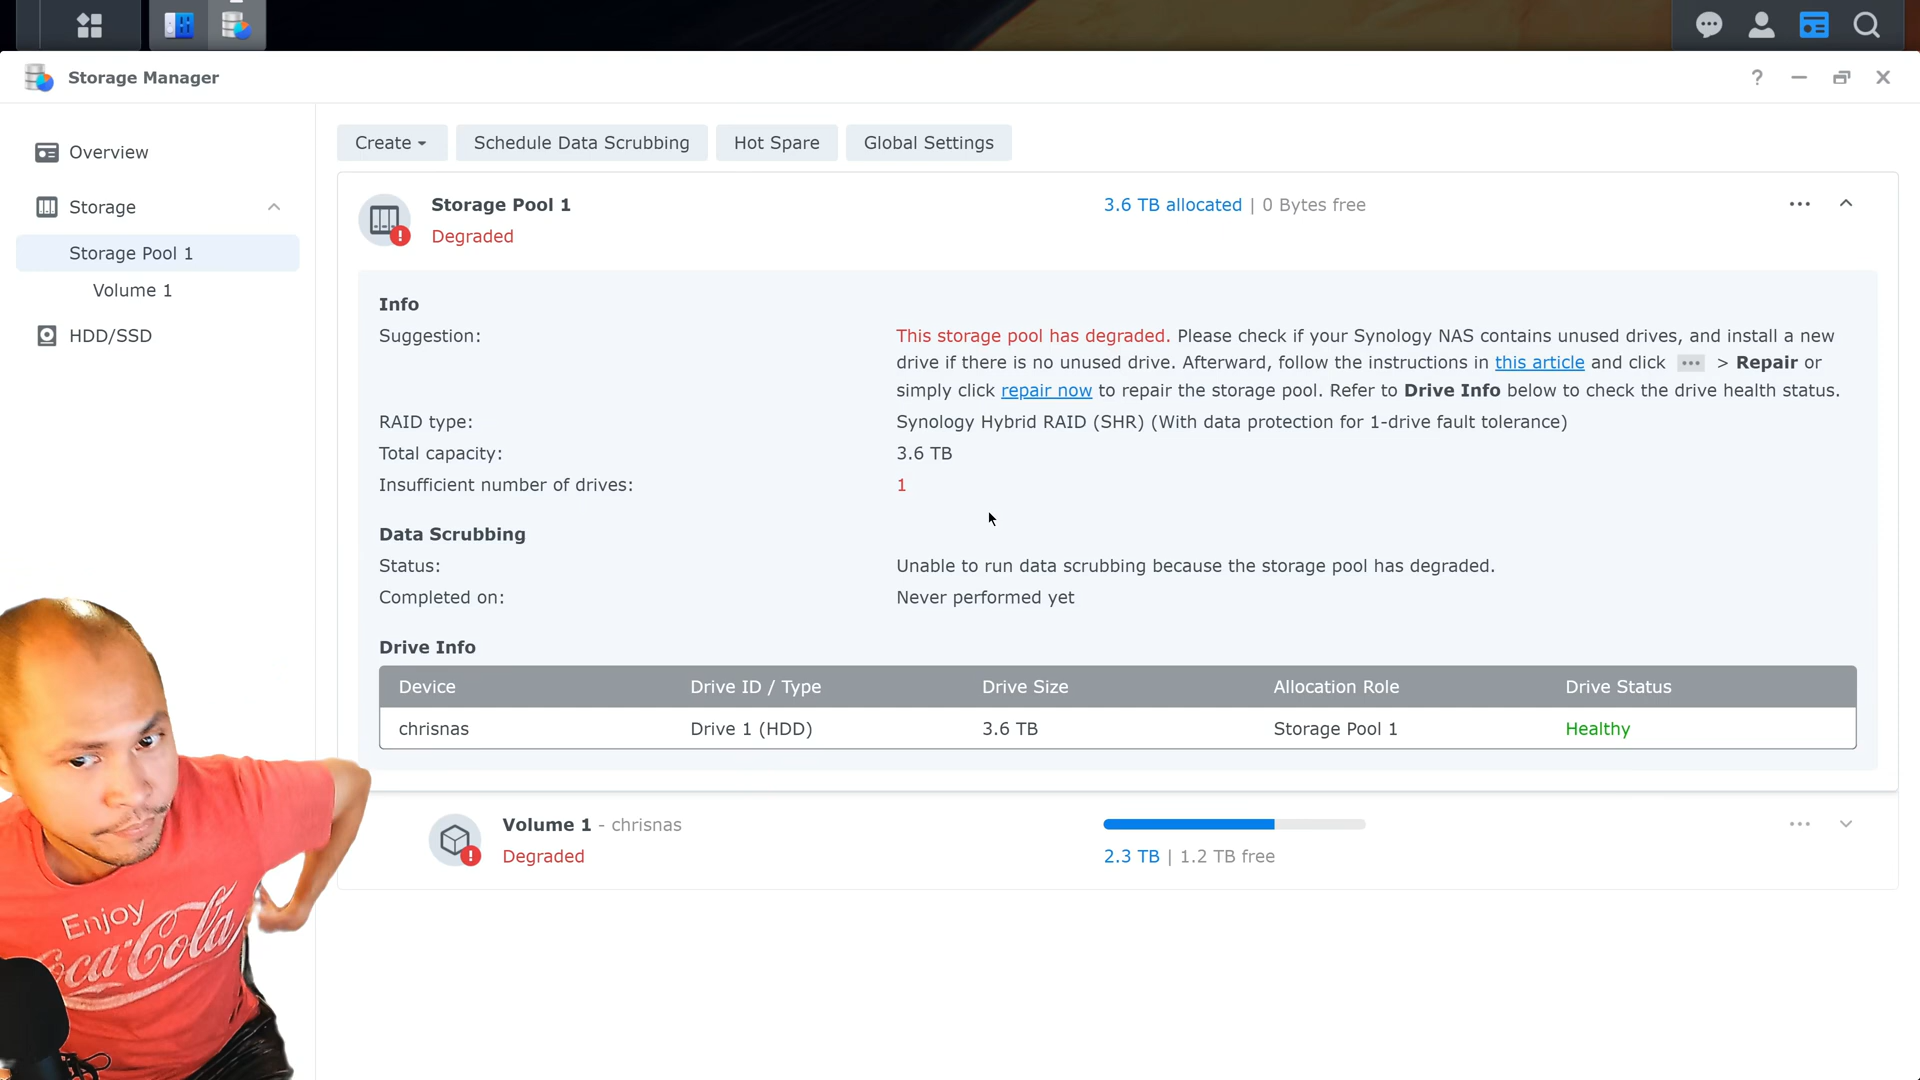 Storage Manager
?
Overview
Storage
Storage Pool 1
Volume 1
HDD/SSD
Create
Schedule Data Scrubbing
Hot Spare
Global Settings
Storage Pool 1
3.6 TB allocated | 0 Bytes free
Degraded
Info
Suggestion:
This storage pool has degraded. Please check if your Synology NAS contains unused drives, and install a new
drive if there is no unused drive. Afterward, follow the instructions in this article and click ••• > Repair or
simply click repair now to repair the storage pool. Refer to Drive Info below to check the drive health status.
RAID type:
Synology Hybrid RAID (SHR) (With data protection for 1-drive fault tolerance)
Total capacity:
3.6 TB
Insufficient number of drives:
1
Data Scrubbing
Status:
Unable to run data scrubbing because the storage pool has degraded.
Completed on:
Never performed yet
Drive Info
Device Drive ID / Type Drive Size Allocation Role Drive Status
chrisnas Drive 1 (HDD) 3.6 TB Storage Pool 1 Healthy
Volume 1 - chrisnas
Degraded
2.3 TB | 1.2 TB free
Enjoy
Coca-Cola